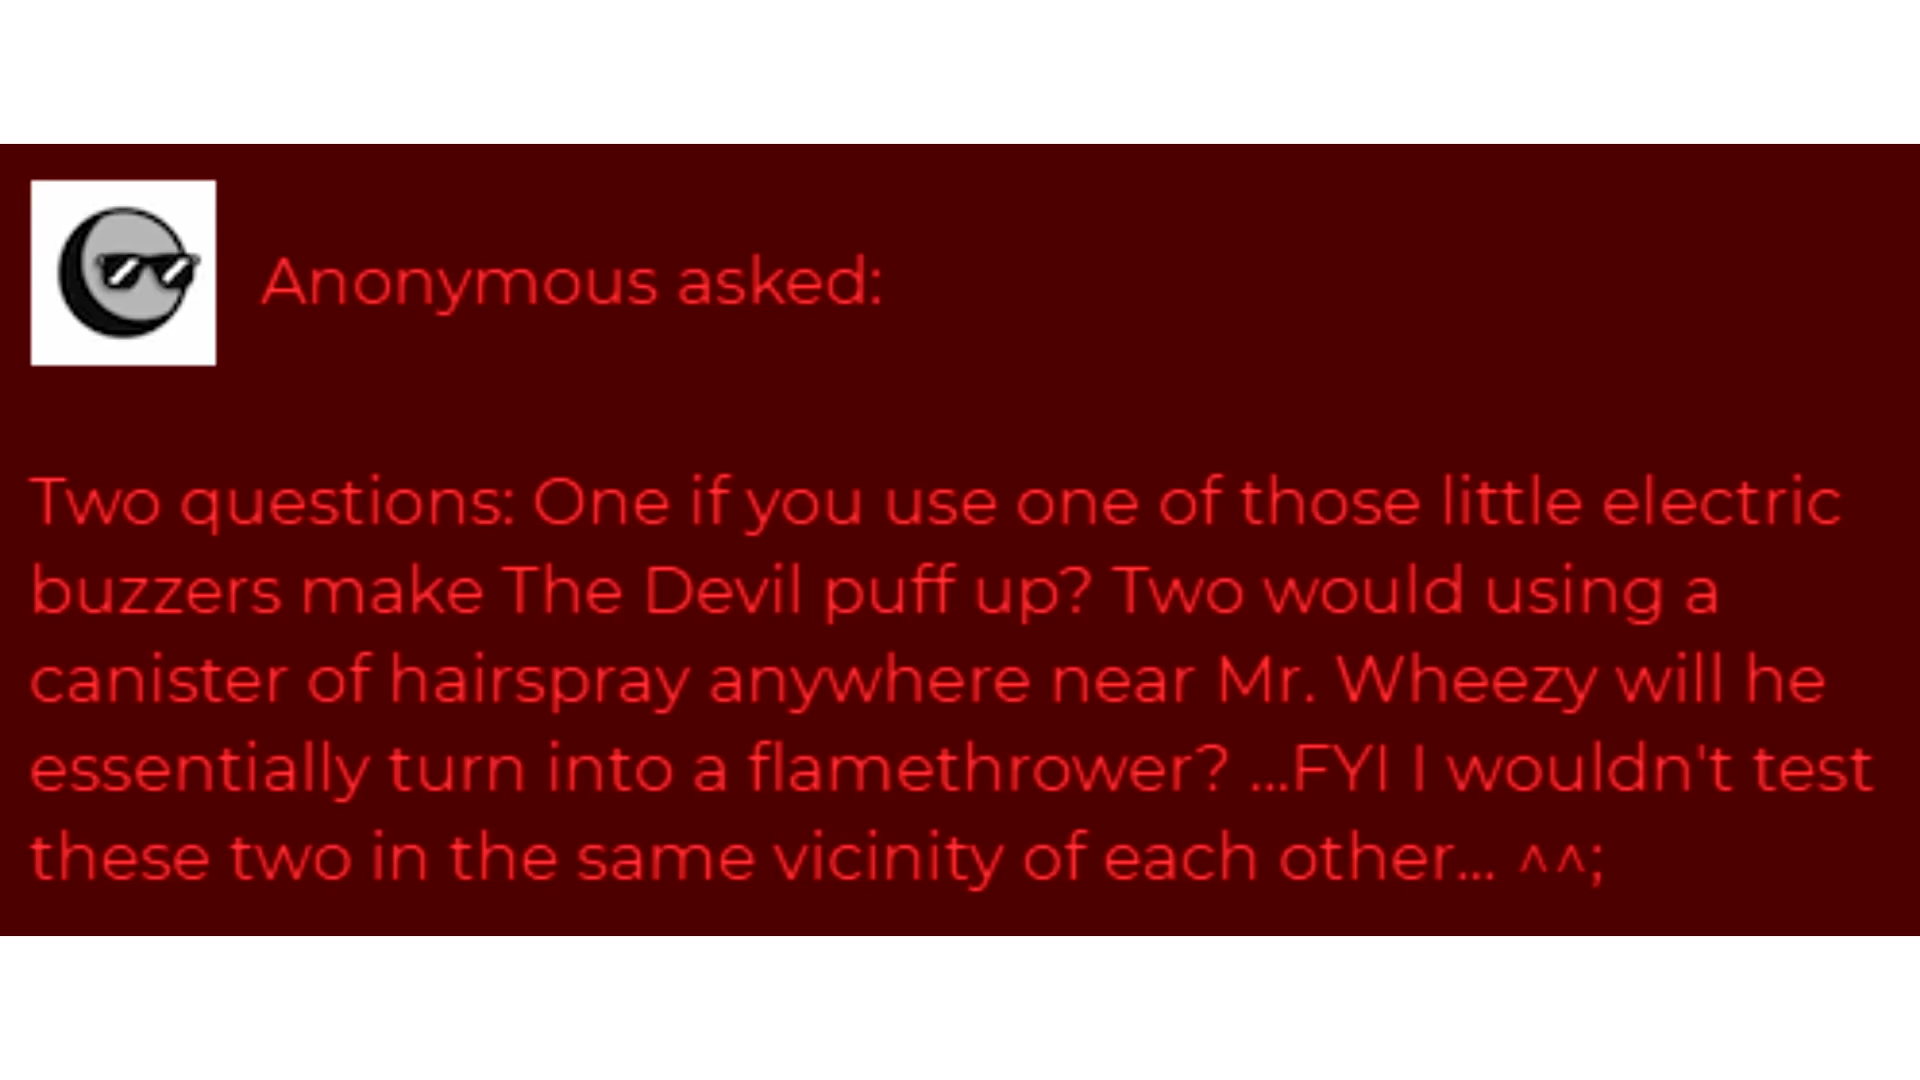 Anonymous asked:
Two questions: One if you use one of those little electric
buzzers make The Devil puff up? Two would using a
canister of hairspray anywhere near Mr. Wheezy will he
essentially turn into a flamethrower? ...FYI I wouldn't test
these two in the same vicinity of each other... ^^;